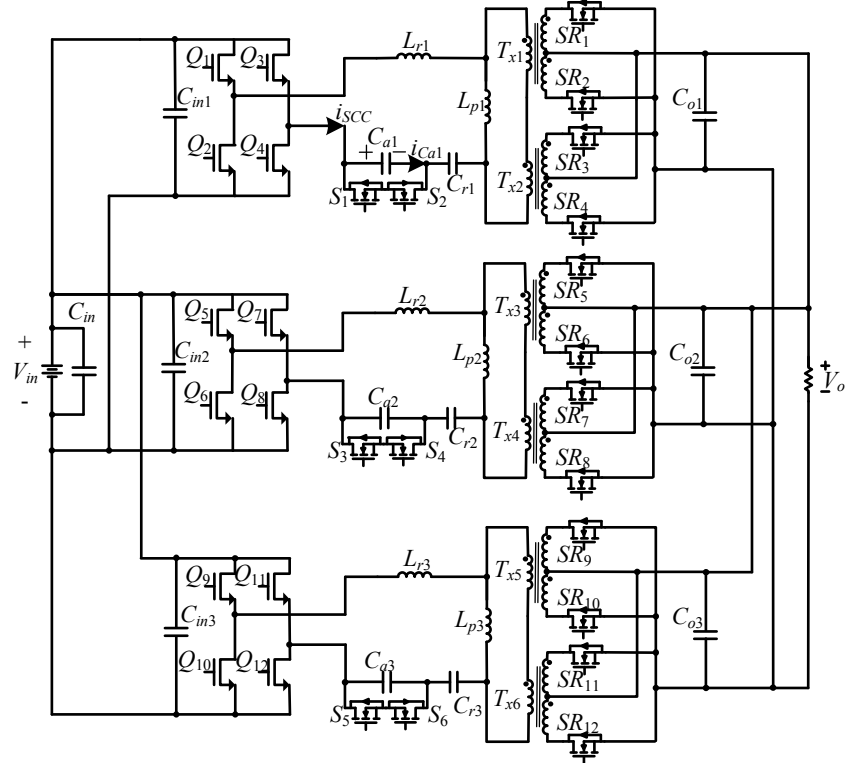 Q1
Q3
Lr1
Tx1
SR1
Cin1
Lp1
SR2
Co1
iSCC
Q2
Q4
+ Ca1 − iCa1
Cr1
Tx2
SR3
S1
S2
SR4
Cin
Q5
Q7
Lr2
Tx3
SR5
+
Vin
-
Cin2
Lp2
SR6
Co2
+
Vo
-
Q6
Q8
Ca2
Cr2
Tx4
SR7
S3
S4
SR8
Q9
Q11
Lr3
Tx5
SR9
Cin3
Lp3
SR10
Co3
Q10
Q12
Ca3
Cr3
Tx6
SR11
S5
S6
SR12